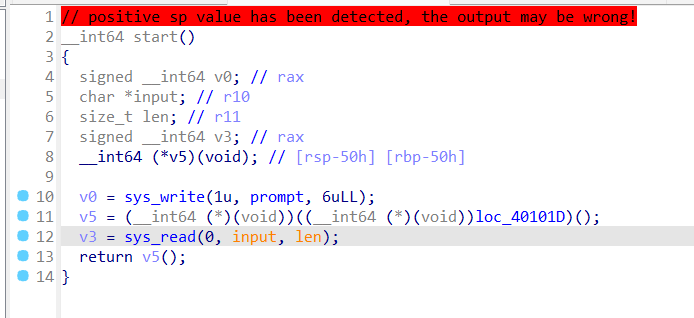 1 // positive sp value has been detected, the output may be wrong!
2 __int64 start()
3 {
4 signed __int64 v0; // rax
5 char *input; // r10
6 size_t len; // r11
7 signed __int64 v3; // rax
8 __int64 (*v5)(void); // [rsp-50h] [rbp-50h]
9
10 v0 = sys_write(1u, prompt, 6uLL);
11 v5 = (__int64 (*)(void))((__int64 (*)(void))loc_40101D)();
12 v3 = sys_read(0, input, len);
13 return v5();
14 }